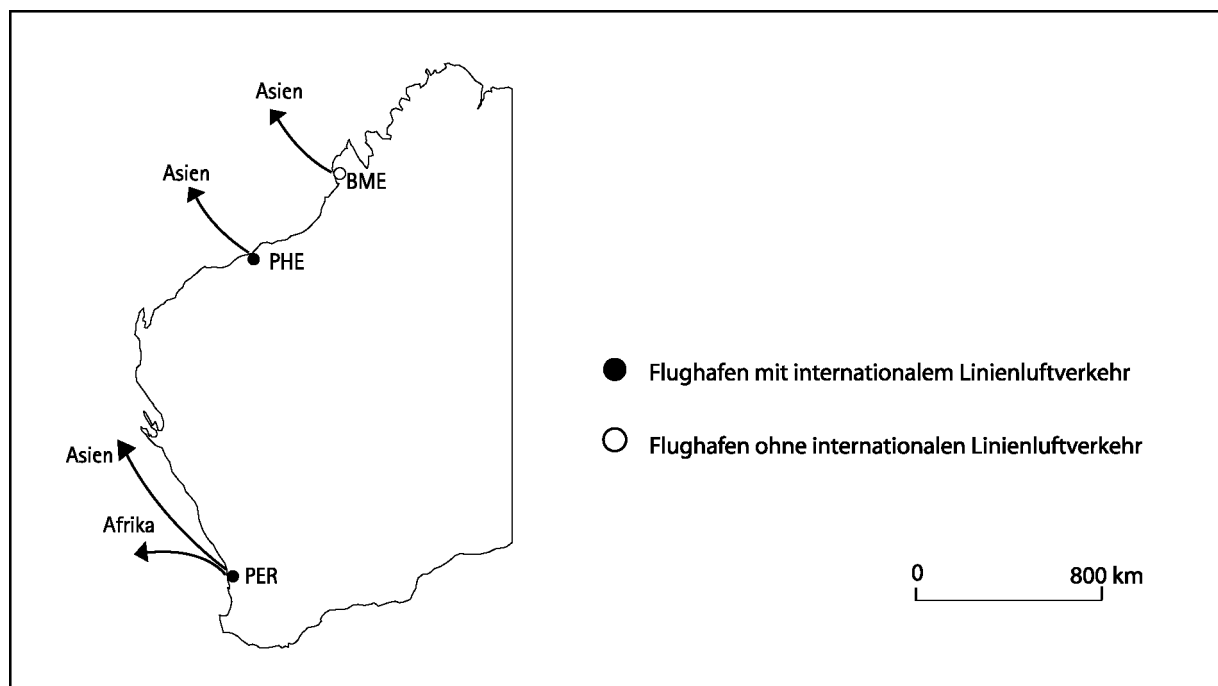 Asien
BME
Asien
PHE
Flughafen mit internationalem Linienluftverkehr
Flughafen ohne internationalen Linienluftverkehr
Asien
Afrika
PER
0 800 km